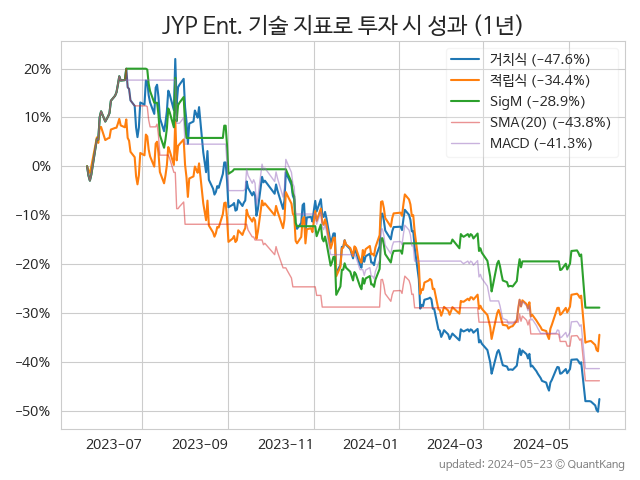 JYP Ent. 기술 지표로 투자 시 성과 (1년)
거치식 (−47.6%)
적립식 (−34.4%)
SigM (−28.9%)
SMA(20) (−43.8%)
MACD (−41.3%)
20%
10%
0%
−10%
−20%
−30%
−40%
−50%
2023−07 2023−09 2023−11 2024−01 2024−03 2024−05
updated: 2024−05−23 © QuantKang